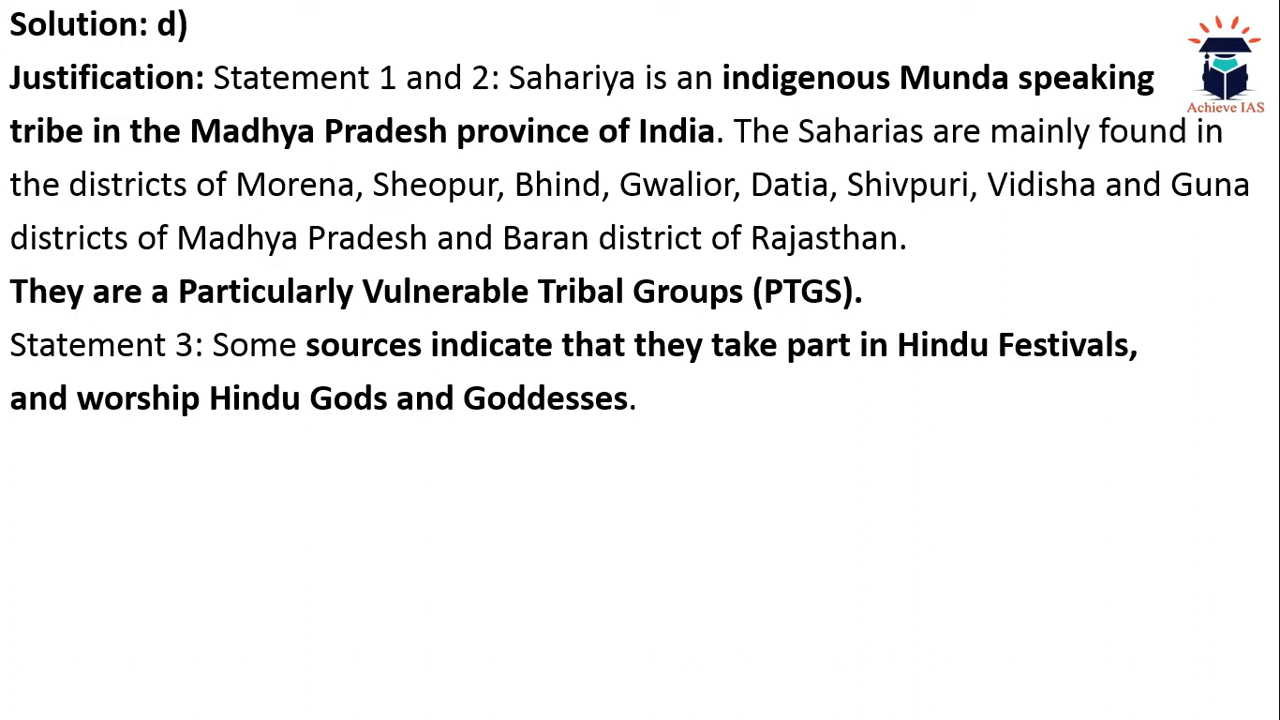 Solution: d)
Justification: Statement 1 and 2: Sahariya is an indigenous Munda speaking
tribe in the Madhya Pradesh province of India. The Saharias are mainly found in
the districts of Morena, Sheopur, Bhind, Gwalior, Datia, Shivpuri, Vidisha and Guna
districts of Madhya Pradesh and Baran district of Rajasthan.
They are a Particularly Vulnerable Tribal Groups (PTGS).
Statement 3: Some sources indicate that they take part in Hindu Festivals,
and worship Hindu Gods and Goddesses.
Achieve IAS